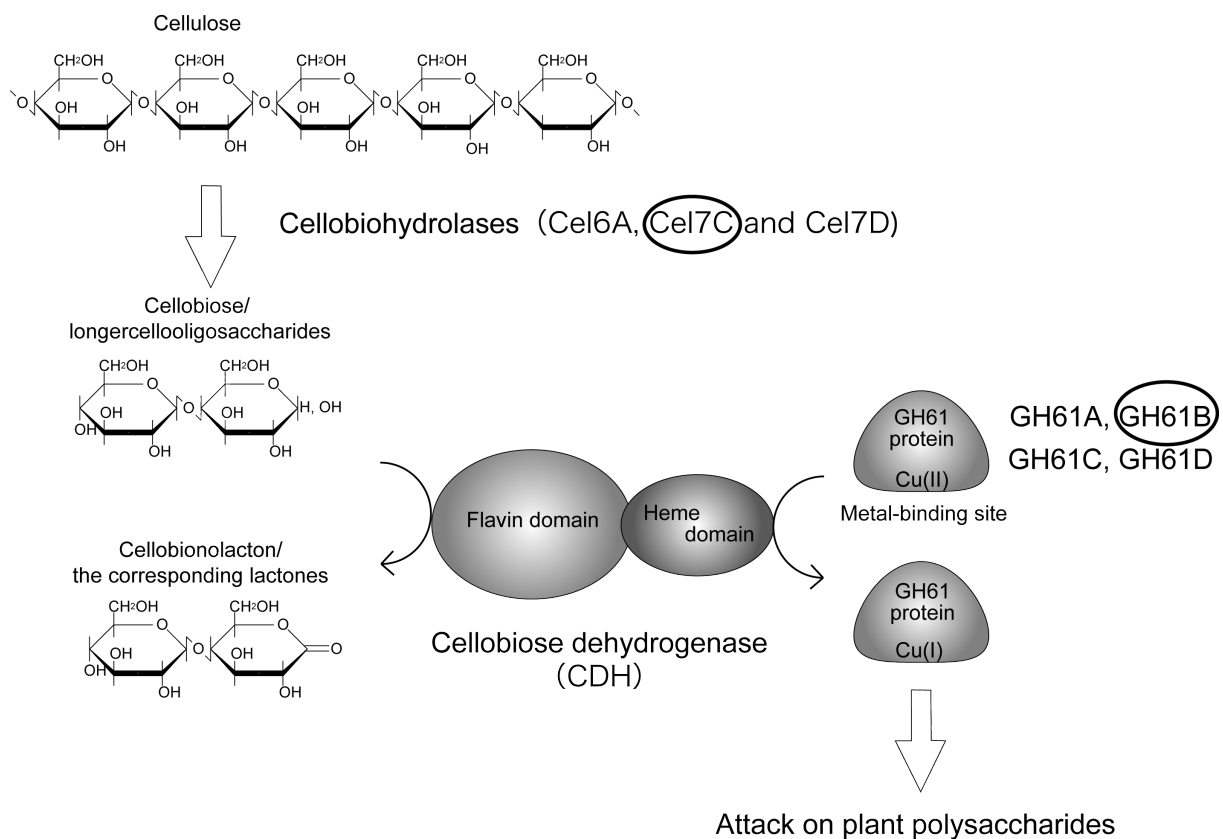 Cellulose
CH2OH CH2OH CH2OH CH2OH CH2OH
O O O O O
O O O O O O
OH OH OH OH
OH OH OH OH OH
Cellobiohydrolases (Cel6A, Cel7C and Cel7D)
Cellobiose/
longercellooligosaccharides
CH2OH CH2OH
O O
OH O OH H, OH
OH
OH OH
GH61 protein
Cu(II)
Metal-binding site
GH61A, GH61B
GH61C, GH61D
Flavin domain
Heme
domain
Cellobionolacton/
the corresponding lactones
CH2OH CH2OH
O O
OH O OH O
OH
OH OH
Cellobiose dehydrogenase
(CDH)
GH61
protein
Cu(I)
Attack on plant polysaccharides